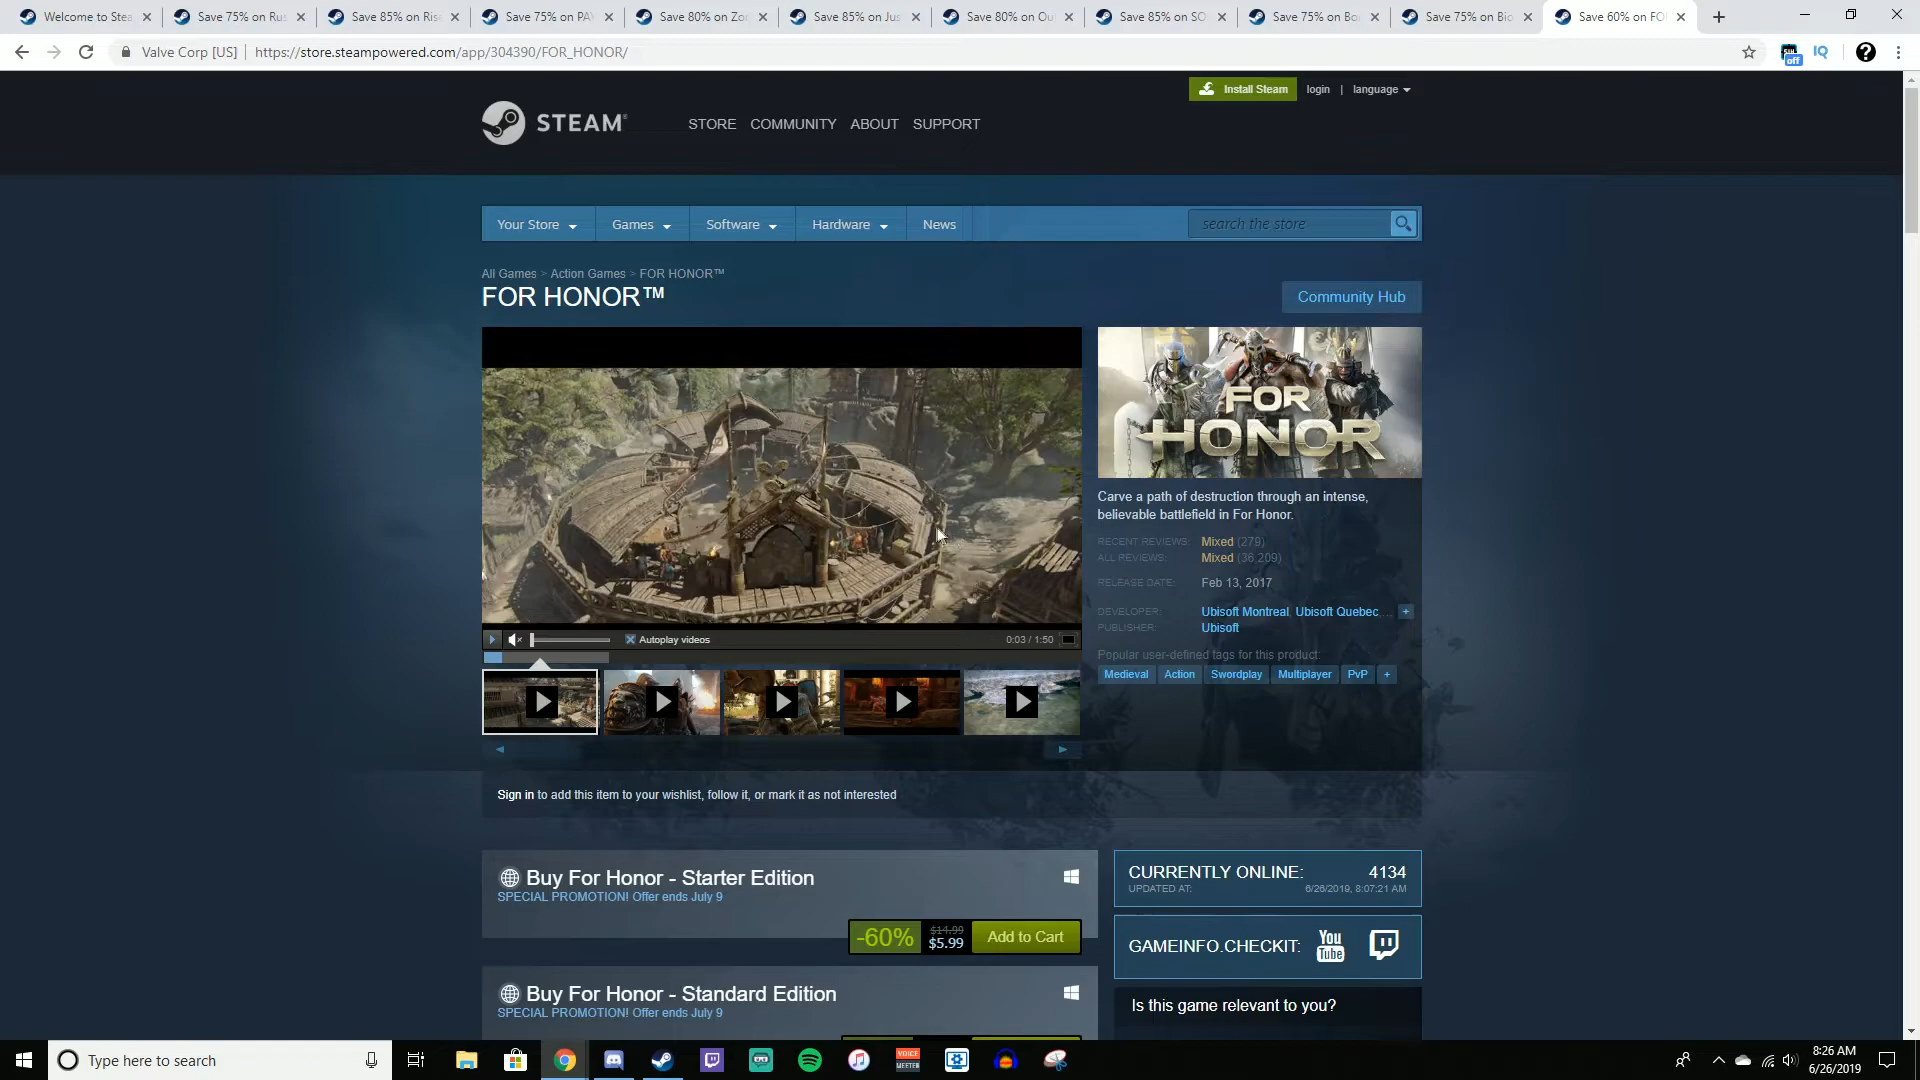 Welcome to Stea
Save 75% on Rus
Save 85% on Rise
Save 75% on PAY
Save 80% on Zo
Save 85% on Jus
Save 80% on Ou
Save 85% on SO
Save 75% on Bo
Save 75% on Bio
Save 60% on FO
Valve Corp [US] | https://store.steampowered.com/app/304390/FOR_HONOR/
off
IQ
Install Steam login | language
STEAM STORE COMMUNITY ABOUT SUPPORT
Your Store Games Software Hardware News search the store
All Games > Action Games > FOR HONOR™
FOR HONOR™
Community Hub
FOR
HONOR
Carve a path of destruction through an intense,
believable battlefield in For Honor.
RECENT REVIEWS: Mixed (279)
ALL REVIEWS: Mixed (36,209)
RELEASE DATE: Feb 13, 2017
DEVELOPER: Ubisoft Montreal, Ubisoft Quebec, ... +
PUBLISHER: Ubisoft
Autoplay videos 0:03 / 1:50
Popular user-defined tags for this product:
Medieval Action Swordplay Multiplayer PvP +
Sign in to add this item to your wishlist, follow it, or mark it as not interested
Buy For Honor - Starter Edition
SPECIAL PROMOTION! Offer ends July 9
-60% $14.99 $5.99 Add to Cart
CURRENTLY ONLINE: 4134
UPDATED AT: 6/26/2019, 8:07:21 AM
GAMEINFO.CHECKIT: You Tube
Buy For Honor - Standard Edition
SPECIAL PROMOTION! Offer ends July 9
Is this game relevant to you?
Type here to search
VOICE
MEETER
8:26 AM
6/26/2019